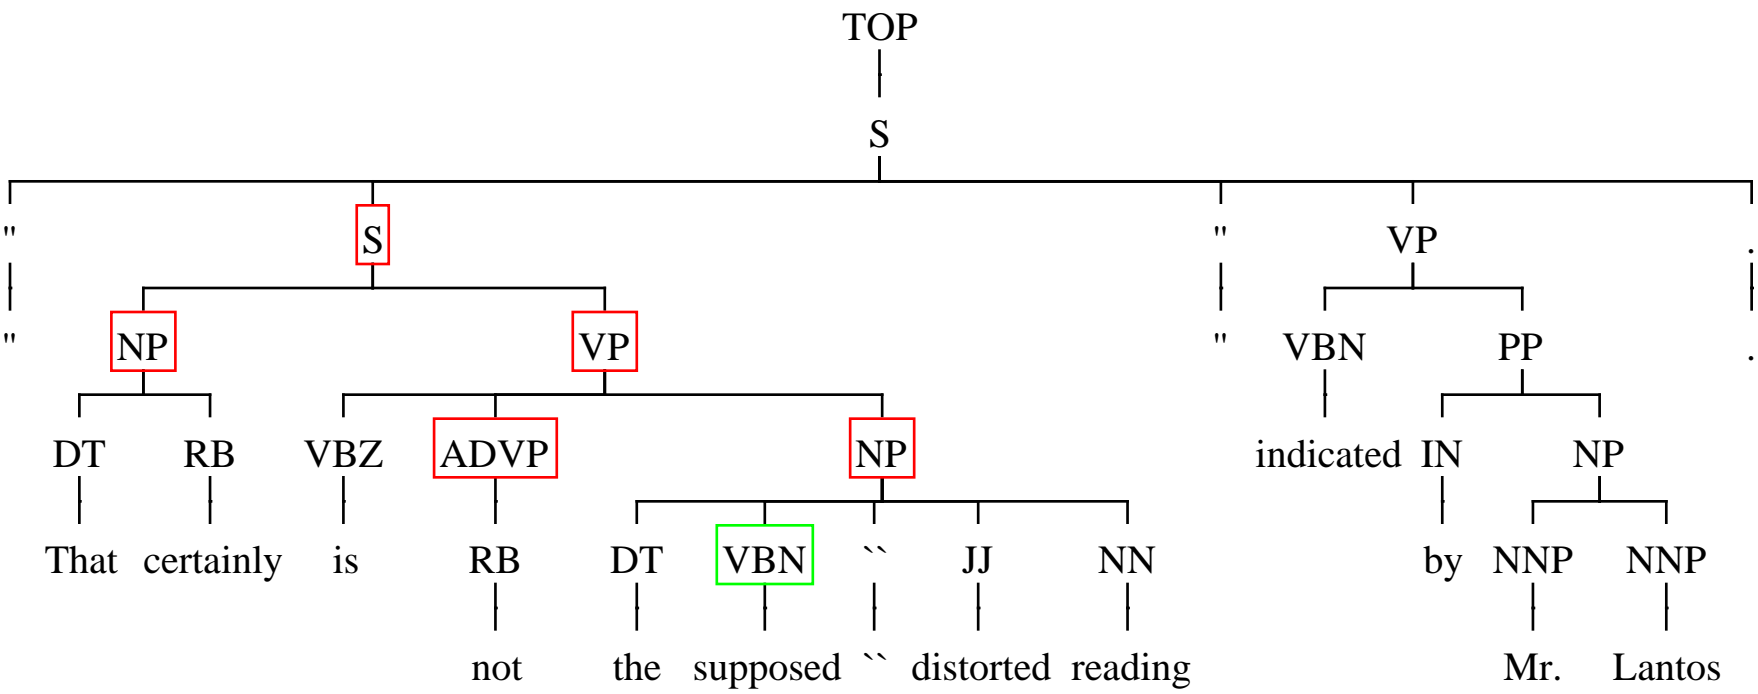 TOP
S
" S " VP .
" NP VP " VBN PP .
DT RB VBZ ADVP NP indicated IN NP
That certainly is RB DT VBN `` JJ NN by NNP NNP
not the supposed `` distorted reading Mr. Lantos